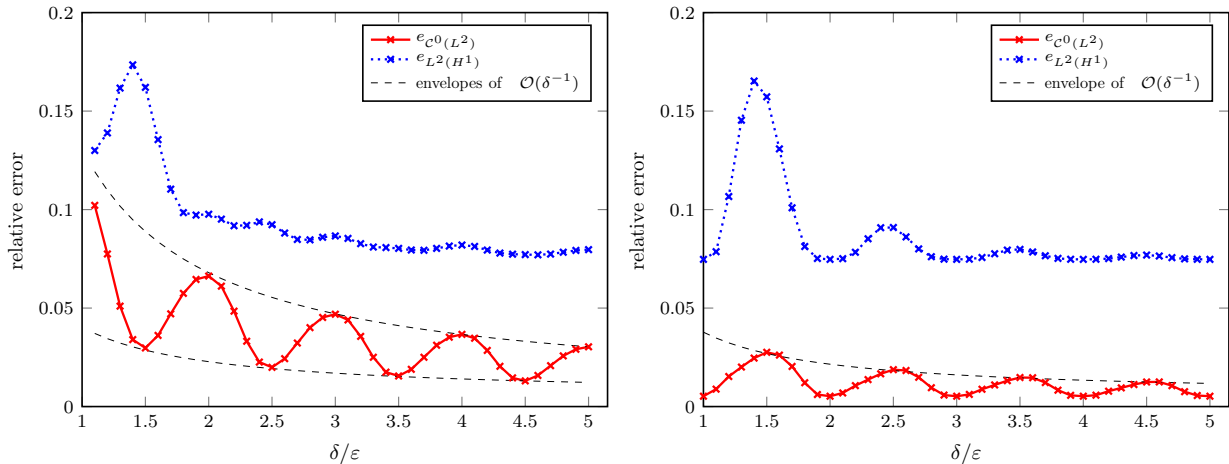 0.2
0.15
0.1
0.05
0
1 1.5 2 2.5 3 3.5 4 4.5 5
relative error
δ/ε
e_{C^0(L^2)}
e_{L^2(H^1)}
envelopes of O(δ^{-1})
0.2
0.15
0.1
0.05
0
1 1.5 2 2.5 3 3.5 4 4.5 5
relative error
δ/ε
e_{C^0(L^2)}
e_{L^2(H^1)}
envelope of O(δ^{-1})